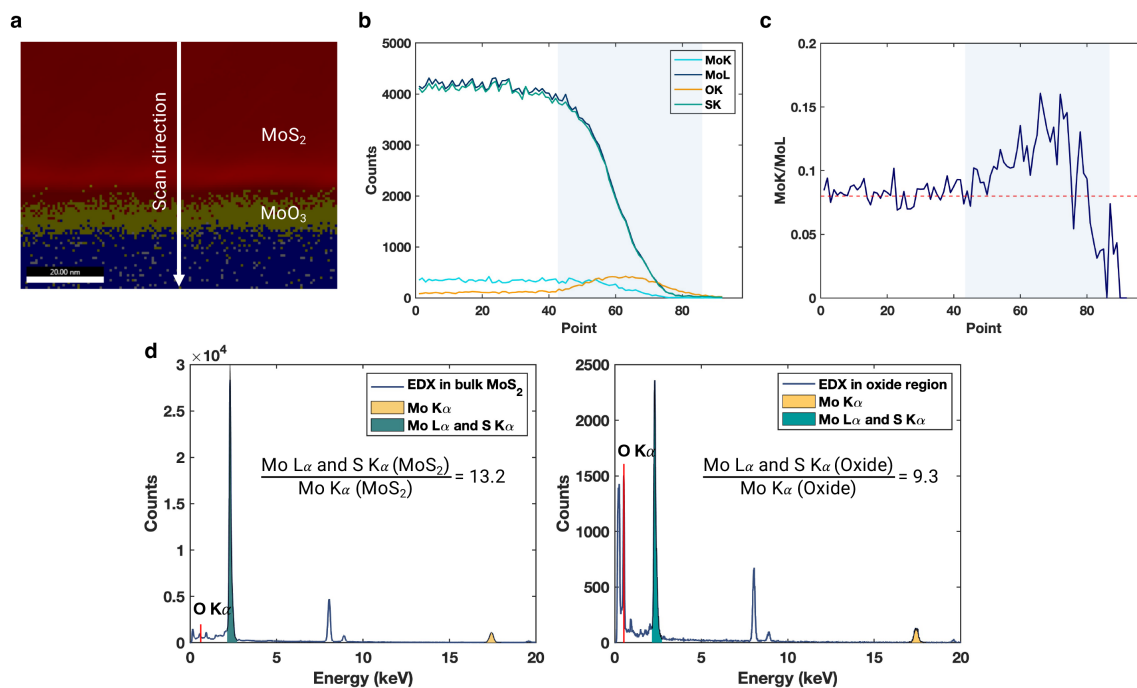 a
MoS₂
Scan direction
MoO₃
20.00 nm
b
5000
4000
3000
2000
1000
0
Counts
0 20 40 60 80
Point
MoK
MoL
OK
SK
c
0.2
0.15
0.1
0.05
0
MoK/MoL
0 20 40 60 80
Point
d
× 10⁴
3
2.5
2
1.5
1
0.5
0
Counts
EDX in bulk MoS₂
Mo Kα
Mo Lα and S Kα
Mo Lα and S Kα (MoS₂)
= 13.2
Mo Kα (MoS₂)
O Kα
0 5 10 15 20
Energy (keV)
2500
2000
1500
1000
500
0
Counts
EDX in oxide region
Mo Kα
Mo Lα and S Kα
O Kα
Mo Lα and S Kα (Oxide)
= 9.3
Mo Kα (Oxide)
0 5 10 15 20
Energy (keV)